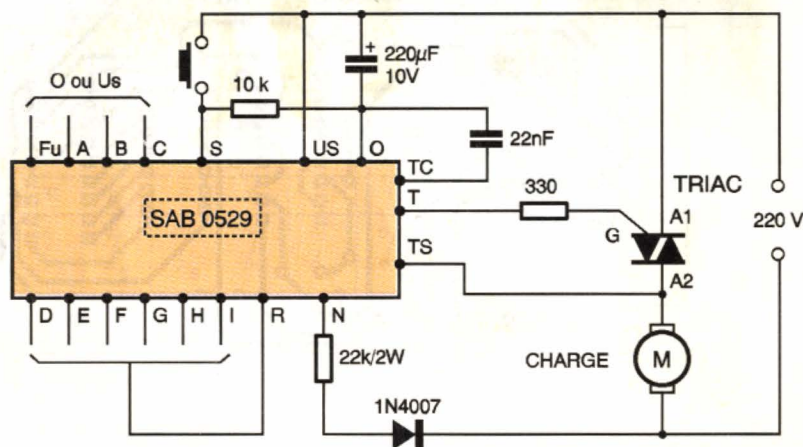 220µF
10V
O ou Us
10 k
22nF
Fu A B C S US O
TC
T
TS
SAB 0529
330
TRIAC
A1
G
A2
220 V
D E F G H I R N
22k/2W
CHARGE
M
1N4007